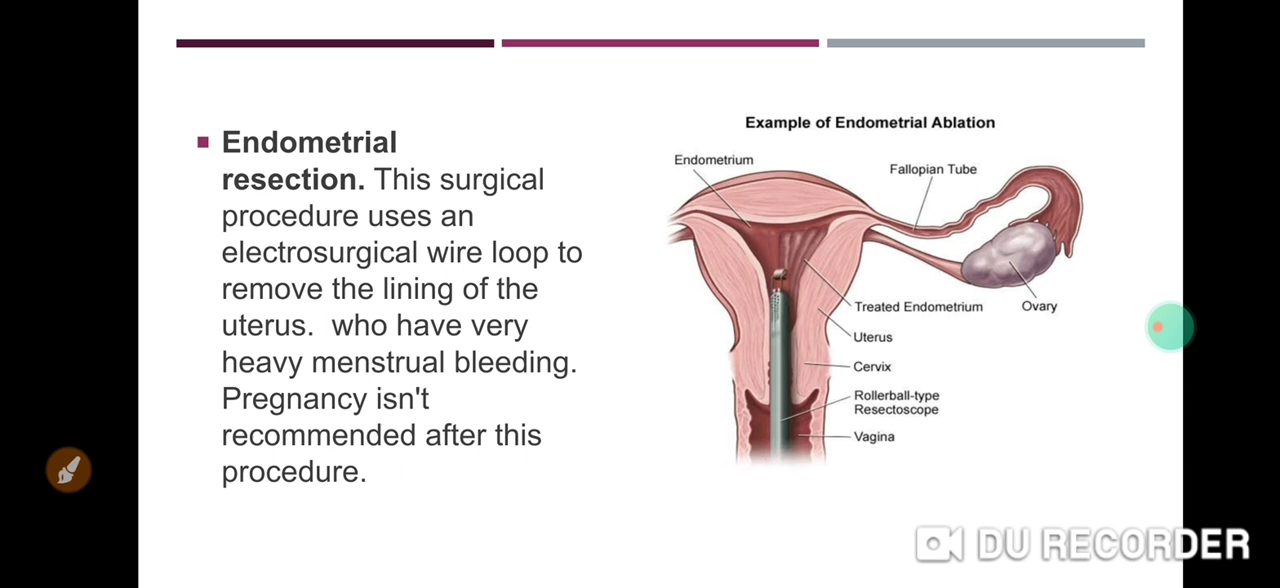 Endometrial
resection. This surgical
procedure uses an
electrosurgical wire loop to
remove the lining of the
uterus.  who have very
heavy menstrual bleeding.
Pregnancy isn't
recommended after this
procedure.
Example of Endometrial Ablation
Endometrium
Fallopian Tube
Treated Endometrium
Ovary
Uterus
Cervix
Rollerball-type
Resectoscope
Vagina
DU RECORDER